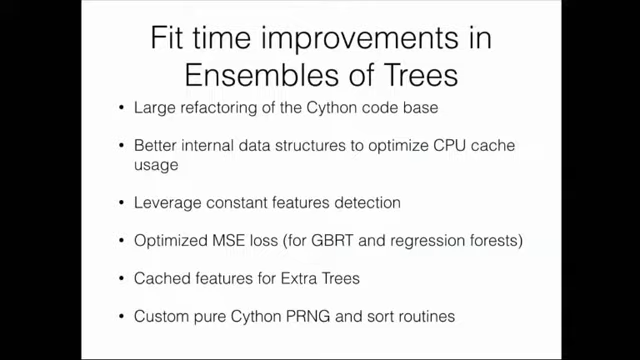 Fit time improvements in
Ensembles of Trees
• Large refactoring of the Cython code base
• Better internal data structures to optimize CPU cache
usage
• Leverage constant features detection
• Optimized MSE loss (for GBRT and regression forests)
• Cached features for Extra Trees
• Custom pure Cython PRNG and sort routines